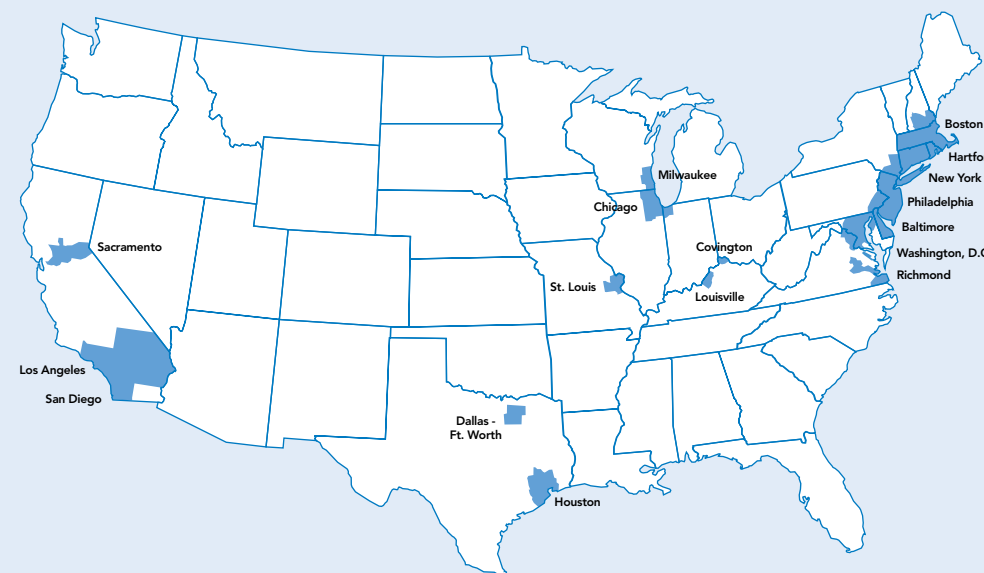 Boston
Hartfo
New York
Milwaukee
Philadelphia
Chicago
Baltimore
Sacramento
Covington
Washington, D.C
Richmond
St. Louis
Louisville
Los Angeles
San Diego
Dallas -
Ft. Worth
Houston